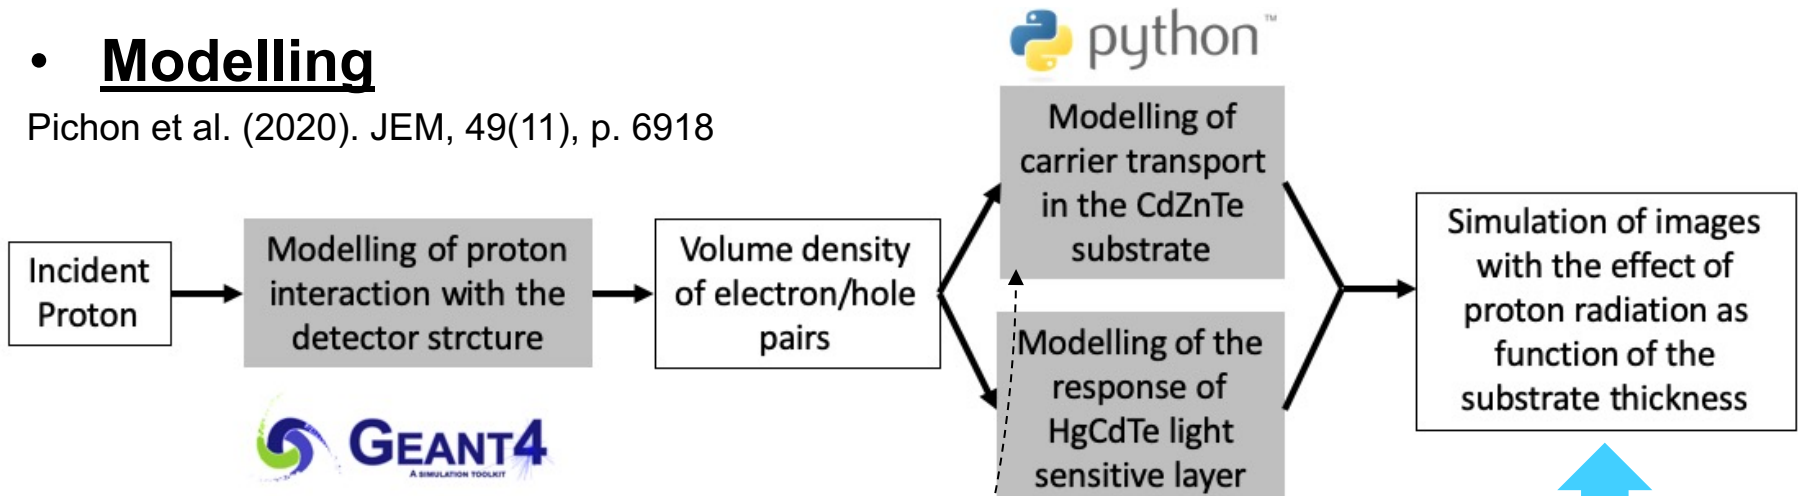 • Modelling
Pichon et al. (2020). JEM, 49(11), p. 6918
Incident
Proton
Modelling of proton
interaction with the
detector strcture
GEANT4
A SIMULATION TOOLKIT
Volume density
of electron/hole
pairs
python™
Modelling of
carrier transport
in the CdZnTe
substrate
Modelling of the
response of
HgCdTe light
sensitive layer
Simulation of images
with the effect of
proton radiation as
function of the
substrate thickness